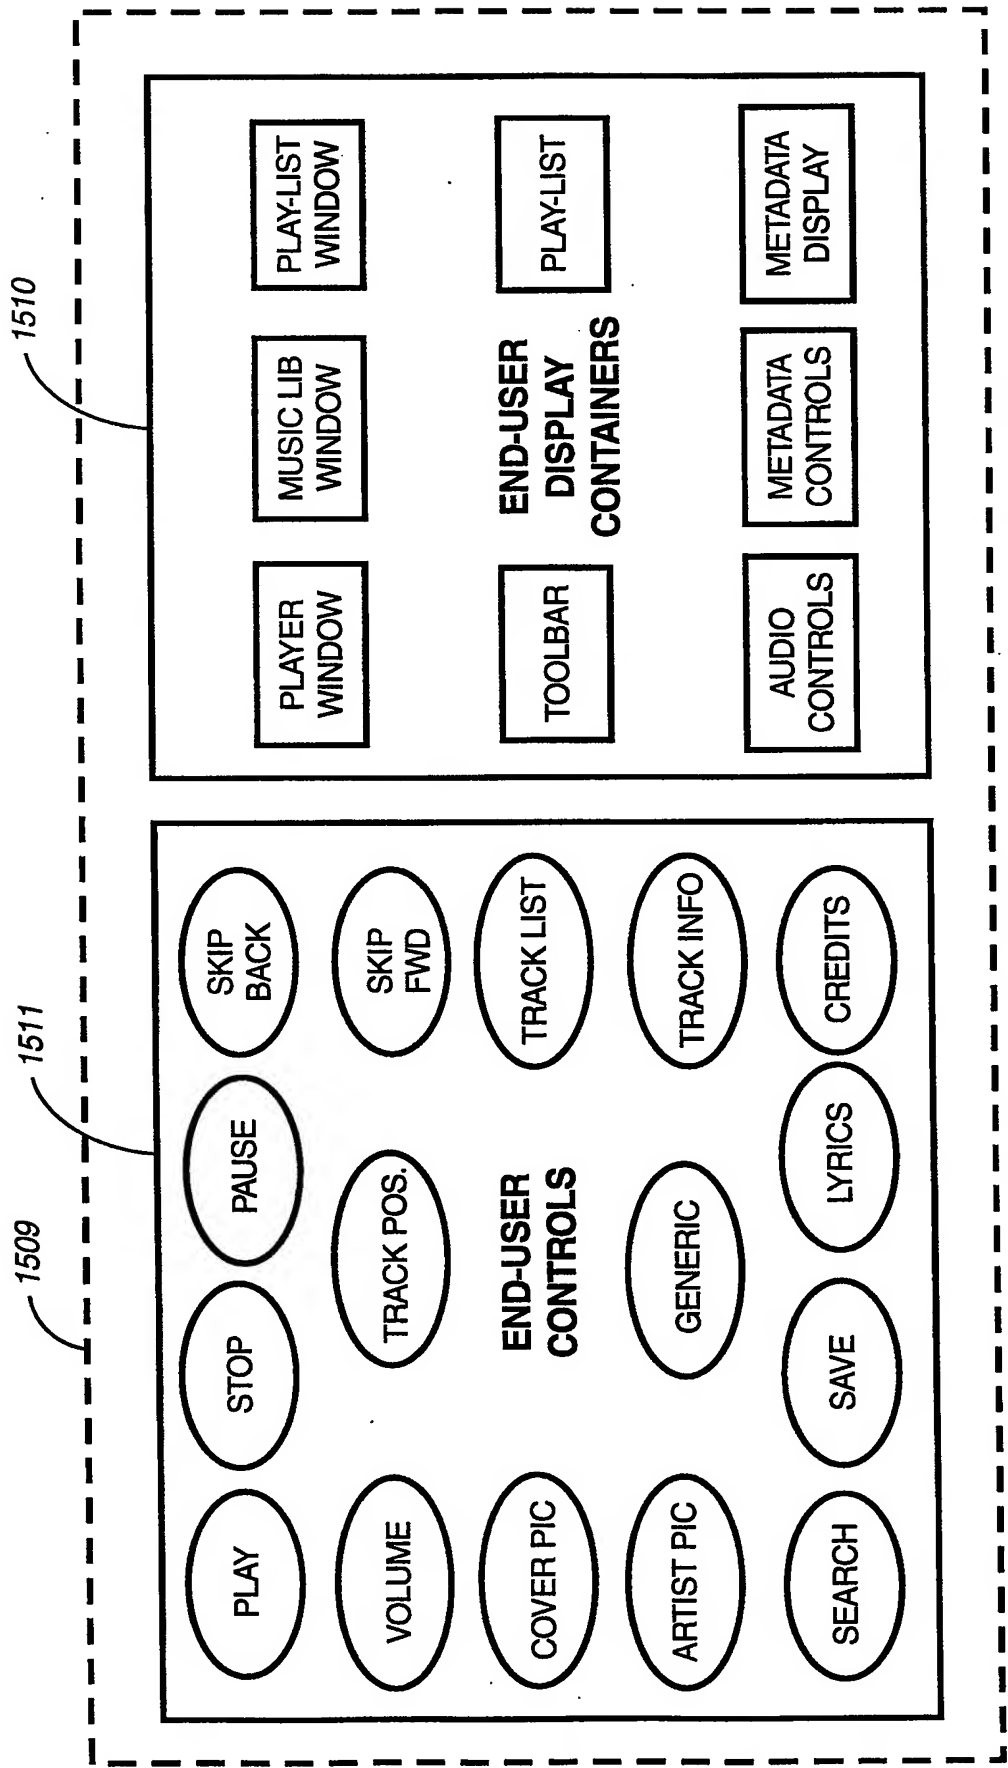 1509
1511
1510
PLAY
STOP
PAUSE
SKIP
BACK
VOLUME
TRACK POS.
SKIP
FWD
COVER PIC
END-USER
CONTROLS
TRACK LIST
ARTIST PIC
GENERIC
TRACK INFO
SEARCH
SAVE
LYRICS
CREDITS
PLAYER
WINDOW
MUSIC LIB
WINDOW
PLAY-LIST
WINDOW
TOOLBAR
END-USER
DISPLAY
CONTAINERS
PLAY-LIST
AUDIO
CONTROLS
METADATA
CONTROLS
METADATA
DISPLAY